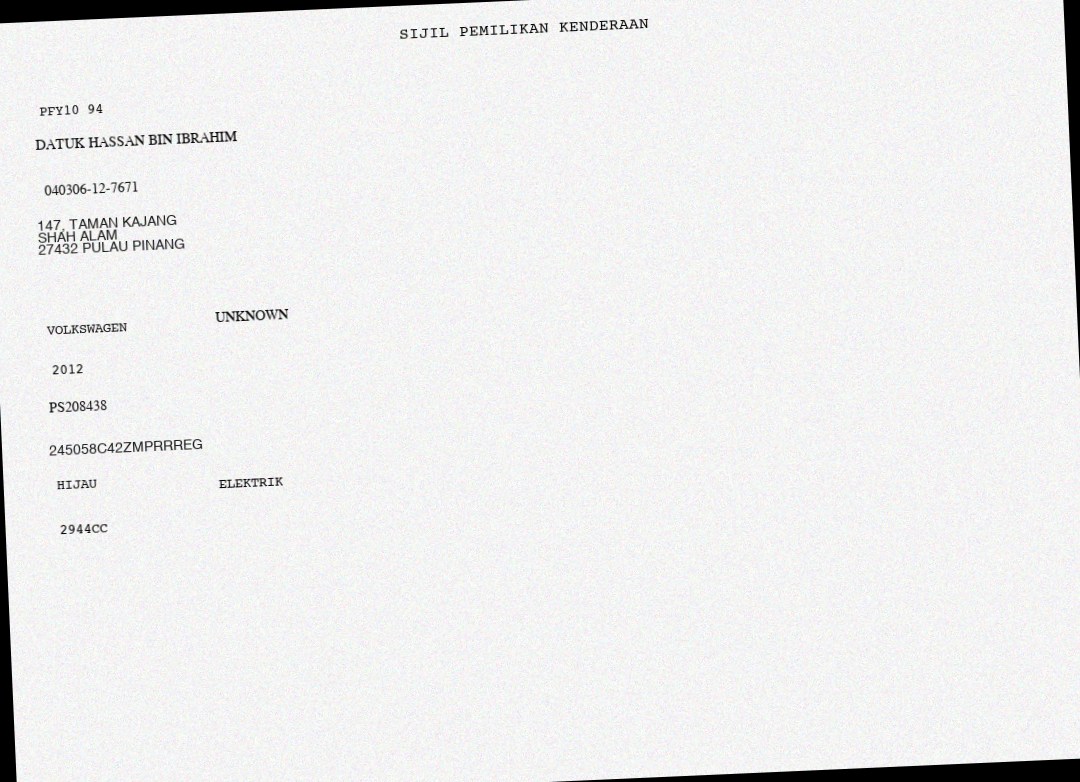 SIJIL PEMILIKAN KENDERAAN
PFY10 94
DATUK HASSAN BIN IBRAHIM
040306-12-7671
147, TAMAN KAJANG
SHAH ALAM
27432 PULAU PINANG
VOLKSWAGEN UNKNOWN
2012
PS208438
245058C42ZMPRRREG
HIJAU ELEKTRIK
2944CC